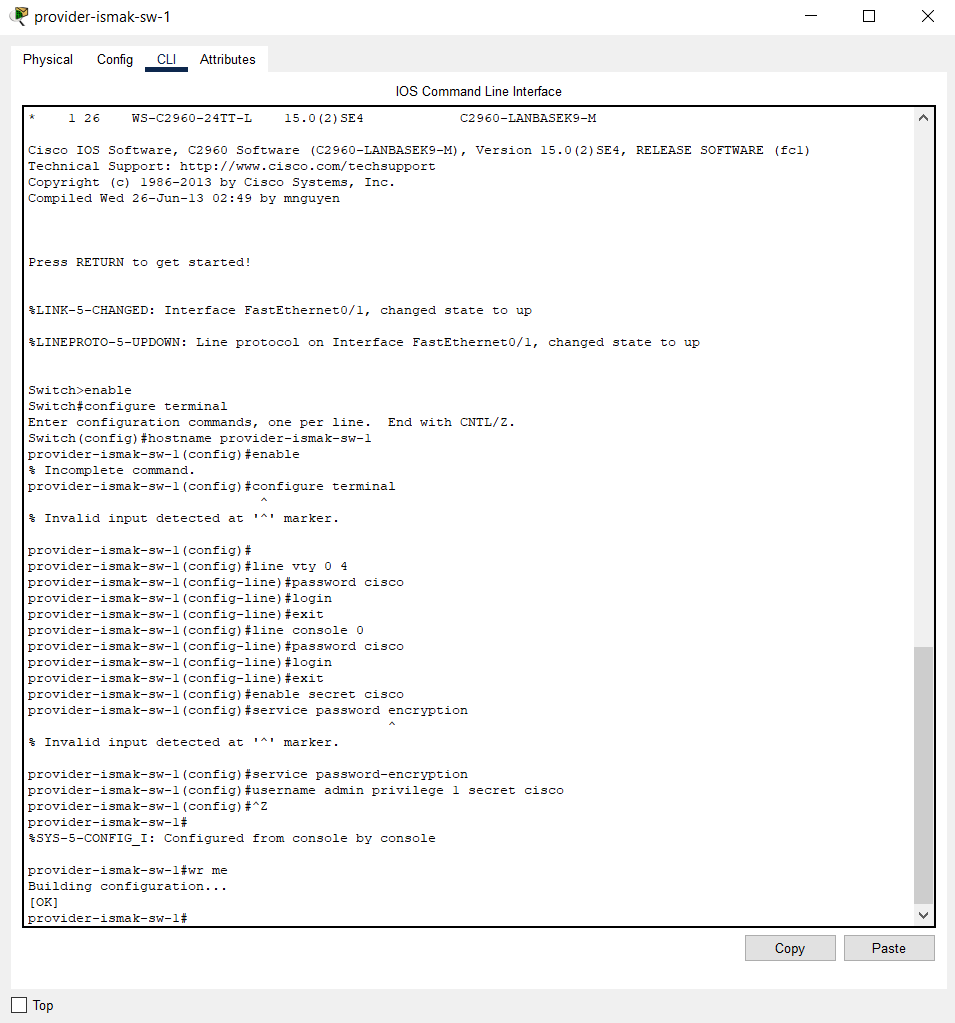 provider-ismak-sw-1
Physical Config CLI Attributes
IOS Command Line Interface
* 1 26 WS-C2960-24TT-L 15.0(2)SE4 C2960-LANBASEK9-M
Cisco IOS Software, C2960 Software (C2960-LANBASEK9-M), Version 15.0(2)SE4, RELEASE SOFTWARE (fc1)
Technical Support: http://www.cisco.com/techsupport
Copyright (c) 1986-2013 by Cisco Systems, Inc.
Compiled Wed 26-Jun-13 02:49 by mnguyen
Press RETURN to get started!
%LINK-5-CHANGED: Interface FastEthernet0/1, changed state to up
%LINEPROTO-5-UPDOWN: Line protocol on Interface FastEthernet0/1, changed state to up
Switch>enable
Switch#configure terminal
Enter configuration commands, one per line. End with CNTL/Z.
Switch(config)#hostname provider-ismak-sw-1
provider-ismak-sw-1(config)#enable
% Incomplete command.
provider-ismak-sw-1(config)#configure terminal
^
% Invalid input detected at '^' marker.
provider-ismak-sw-1(config)#
provider-ismak-sw-1(config)#line vty 0 4
provider-ismak-sw-1(config-line)#password cisco
provider-ismak-sw-1(config-line)#login
provider-ismak-sw-1(config-line)#exit
provider-ismak-sw-1(config)#line console 0
provider-ismak-sw-1(config-line)#password cisco
provider-ismak-sw-1(config-line)#login
provider-ismak-sw-1(config-line)#exit
provider-ismak-sw-1(config)#enable secret cisco
provider-ismak-sw-1(config)#service password encryption
^
% Invalid input detected at '^' marker.
provider-ismak-sw-1(config)#service password-encryption
provider-ismak-sw-1(config)#username admin privilege 1 secret cisco
provider-ismak-sw-1(config)#^Z
provider-ismak-sw-1#
%SYS-5-CONFIG_I: Configured from console by console
provider-ismak-sw-1#wr me
Building configuration...
[OK]
provider-ismak-sw-1#
Copy Paste
Top